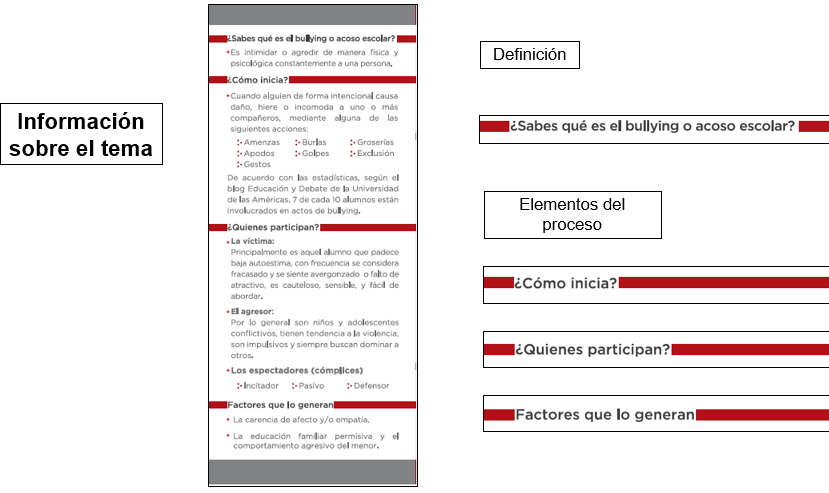 Información
sobre el tema
¿Sabes qué es el bullying o acoso escolar?
• Es intimidar o agredir de manera física y
psicológica constantemente a una persona.
¿Cómo inicia?
• Cuando alguien de forma intencional causa
daño, hiere o incomoda a uno o más
compañeros, mediante alguna de las
siguientes acciones:
Amenzas Burlas Groserías
Apodos Golpes Exclusión
Gestos
De acuerdo con las estadísticas, según el
blog Educación y Debate de la Universidad
de las Américas, 7 de cada 10 alumnos están
involucrados en actos de bullying.
¿Quienes participan?
• La víctima:
Principalmente es aquel alumno que padece
baja autoestima, con frecuencia se considera
fracasado y se siente avergonzado o falto de
atractivo, es cauteloso, sensible, y fácil de
abordar.
• El agresor:
Por lo general son niños y adolescentes
conflictivos, tienen tendencia a la violencia,
son impulsivos y siempre buscan dominar a
otros.
• Los espectadores (cómplices)
Incitador Pasivo Defensor
Factores que lo generan
• La carencia de afecto y/o empatía.
• La educación familiar permisiva y el
comportamiento agresivo del menor.
Definición
¿Sabes qué es el bullying o acoso escolar?
Elementos del
proceso
¿Cómo inicia?
¿Quienes participan?
Factores que lo generan